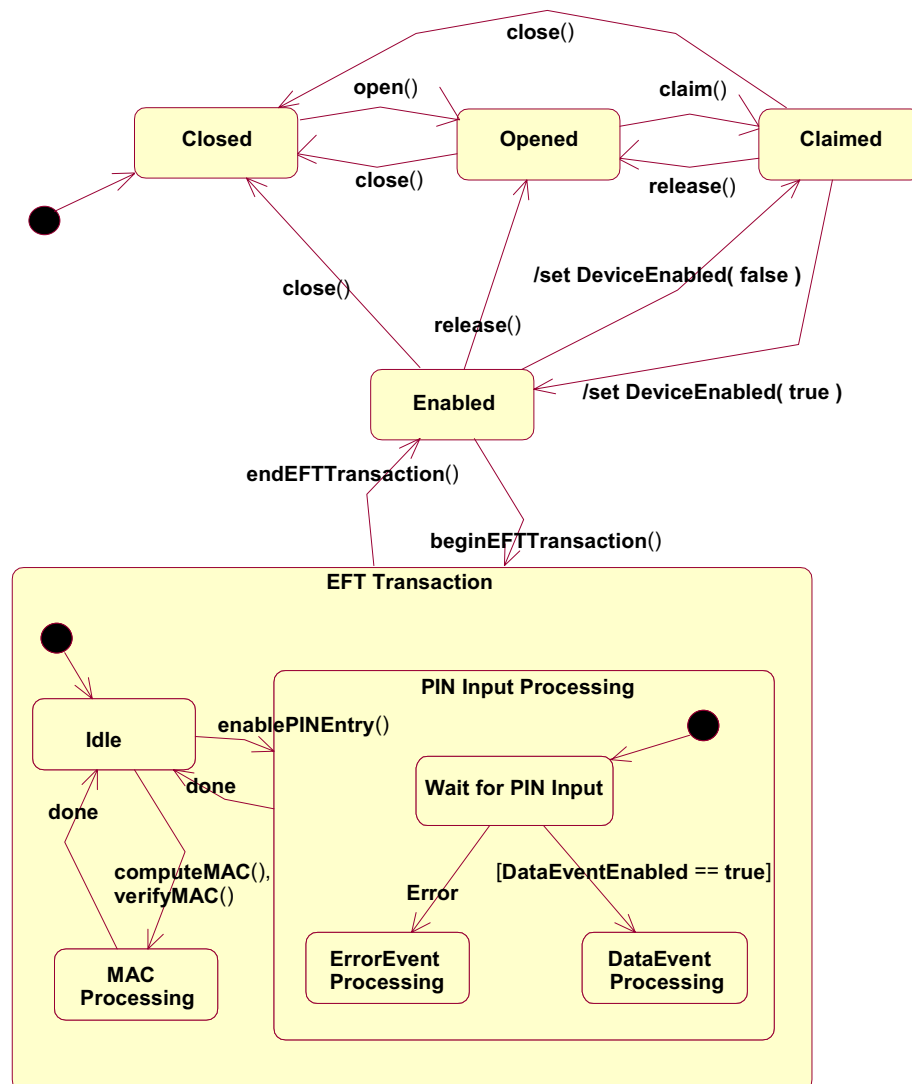 close()
open()
claim()
Closed
Opened
Claimed
close()
release()
/set DeviceEnabled( false )
close()
release()
/set DeviceEnabled( true )
Enabled
endEFTTransaction()
beginEFTTransaction()
EFT Transaction
PIN Input Processing
enablePINEntry()
Idle
done
Wait for PIN Input
done
computeMAC(),
verifyMAC()
[DataEventEnabled == true]
Error
MAC
Processing
ErrorEvent
Processing
DataEvent
Processing